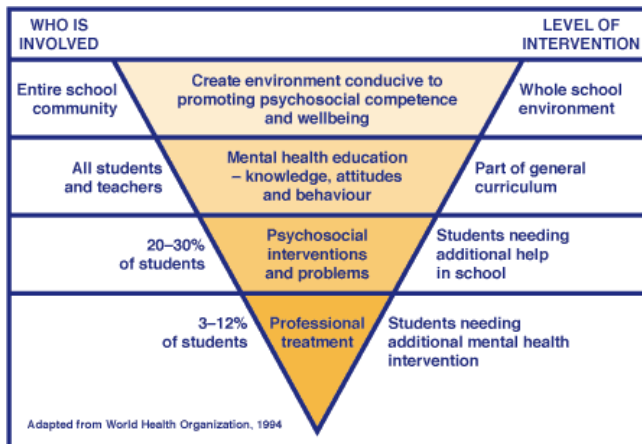 WHO IS
INVOLVED
LEVEL OF
INTERVENTION
Entire school
community
Create environment conducive to
promoting psychosocial competence
and wellbeing
Whole school
environment
All students
and teachers
Mental health education
– knowledge, attitudes
and behaviour
Part of general
curriculum
20–30%
of students
Psychosocial
interventions
and problems
Students needing
additional help
in school
3–12%
of students
Professional
treatment
Students needing
additional mental health
intervention
Adapted from World Health Organization, 1994